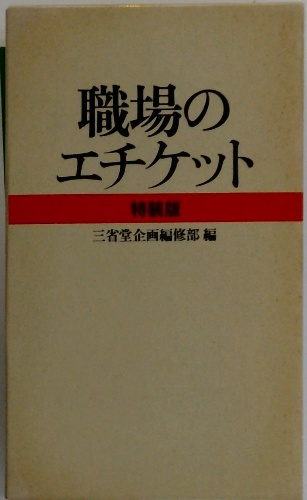 職場の
エチケット
特装版
三省堂企画編修部 編